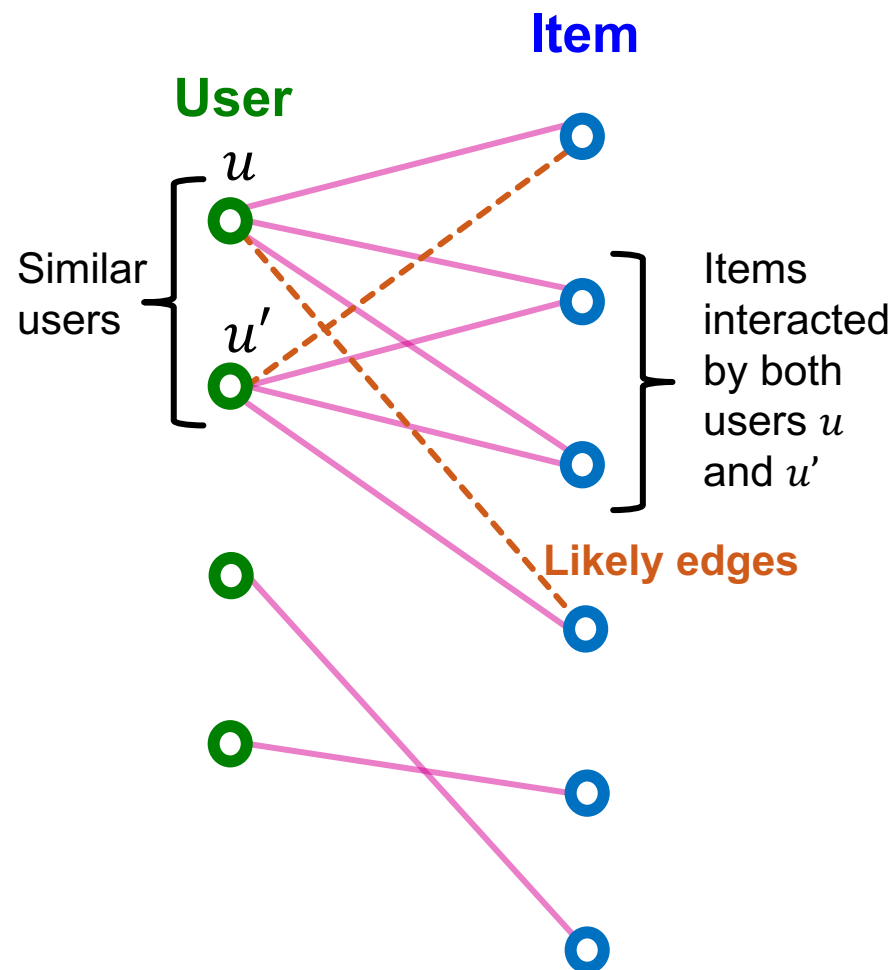 Item
User
u
Similar
users
u'
Items
interacted
by both
users u
and u'
Likely edges